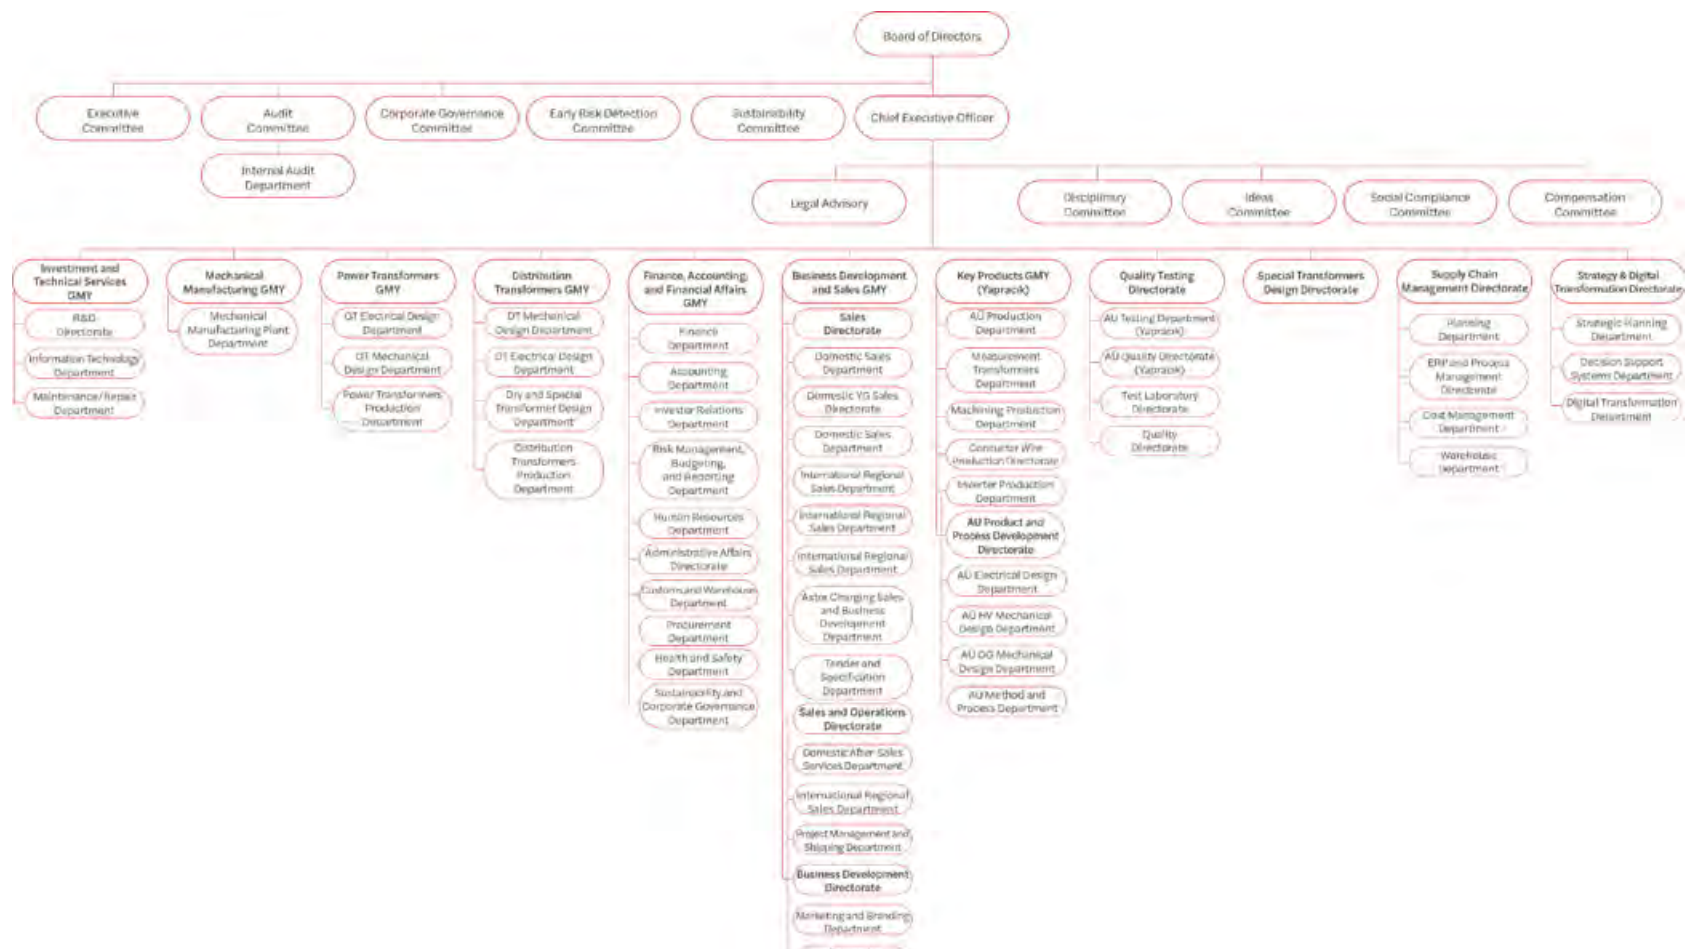 Board of Directors
Executive
Committee
Audit
Committee
Corporate Governance
Committee
Early Risk Detection
Committee
Sustainability
Committee
Chief Executive Officer
Internal Audit
Department
Legal Advisory
Disciplinary
Committee
Ideas
Committee
Social Compliance
Committee
Compensation
Committee
Investment and
Technical Services
GMY
R&D
Directorate
Information Technology
Department
Maintenance/Repair
Department
Mechanical
Manufacturing GMY
Mechanical
Manufacturing Plant
Department
Power Transformers
GMY
Electrical Design
Department
Mechanical
Design Department
Power Transformers
Production
Department
Distribution
Transformers GMY
DT Mechanical
Design Department
DT Electrical Design
Department
Dry and Special
Transformer Design
Department
Distribution
Transformers
Production
Department
Finance, Accounting,
and Financial Affairs
GMY
Finance
Department
Accounting
Department
Investor Relations
Department
Risk Management,
Budgeting,
and Reporting
Department
Human Resources
Department
Administrative Affairs
Directorate
Customs and Warehouse
Department
Procurement
Department
Health and Safety
Department
Sustainability and
Corporate Governance
Department
Business Development
and Sales GMY
Sales
Directorate
Domestic Sales
Department
Domestic YG Sales
Directorate
Domestic Sales
Department
International Regional
Sales Department
International Regional
Sales Department
International Regional
Sales Department
Astra Charging Sales
and Business
Development
Department
Tender and
Specification
Department
Sales and Operations
Directorate
Domestic After-Sales
Services Department
International Regional
Sales Department
Project Management and
Shipping Department
Business Development
Directorate
Marketing and Branding
Department
Key Products GMY
(Yapracık)
AÜ Production
Department
Measurement
Transformers
Department
Machining Production
Department
Conductor Wire
Production Directorate
Inverter Production
Department
AÜ Product and
Process Development
Directorate
AÜ Electrical Design
Department
AÜ HV Mechanical
Design Department
AÜ OG Mechanical
Design Department
AÜ Method and
Process Department
Quality Testing
Directorate
AÜ Testing Department
(Yapracık)
AÜ Quality Directorate
(Yapracık)
Test Laboratory
Directorate
Quality
Directorate
Special Transformers
Design Directorate
Supply Chain
Management Directorate
Planning
Department
ERP and Process
Management
Directorate
Cost Management
Department
Warehouse
Department
Strategy & Digital
Transformation Directorate
Strategic Planning
Department
Decision Support
Systems Department
Digital Transformation
Department